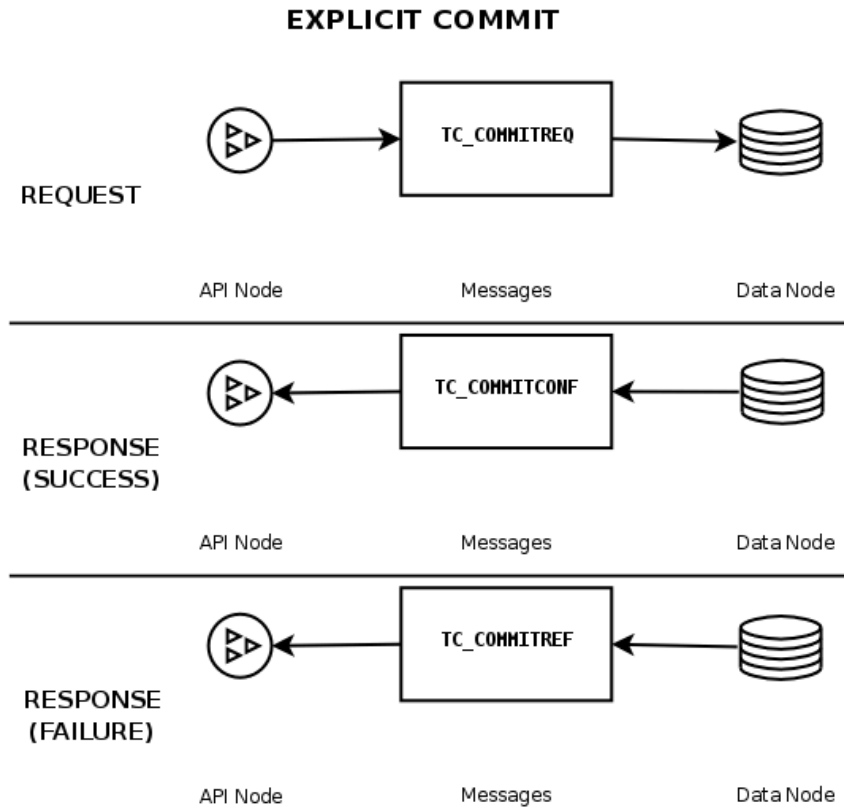 EXPLICIT COMMIT
TC_COMMITREQ
REQUEST
API Node Messages Data Node
TC_COMMITCONF
RESPONSE
(SUCCESS)
API Node Messages Data Node
TC_COMMITREF
RESPONSE
(FAILURE)
API Node Messages Data Node